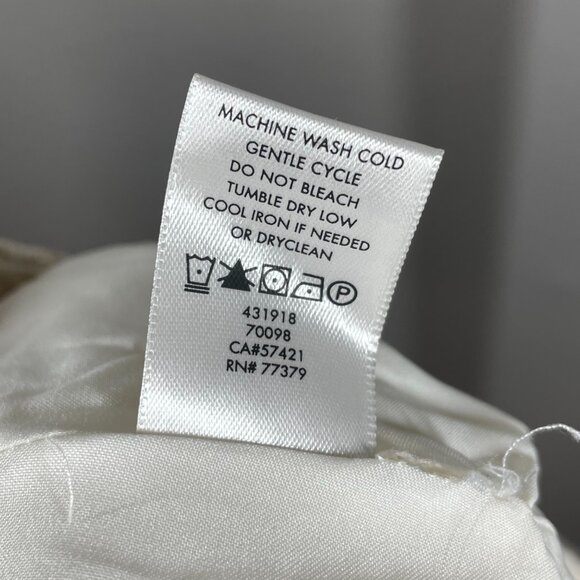 MACHINE WASH COLD
GENTLE CYCLE
DO NOT BLEACH
TUMBLE DRY LOW
COOL IRON IF NEEDED
OR DRYCLEAN
P
431918
70098
CA#57421
RN# 77379